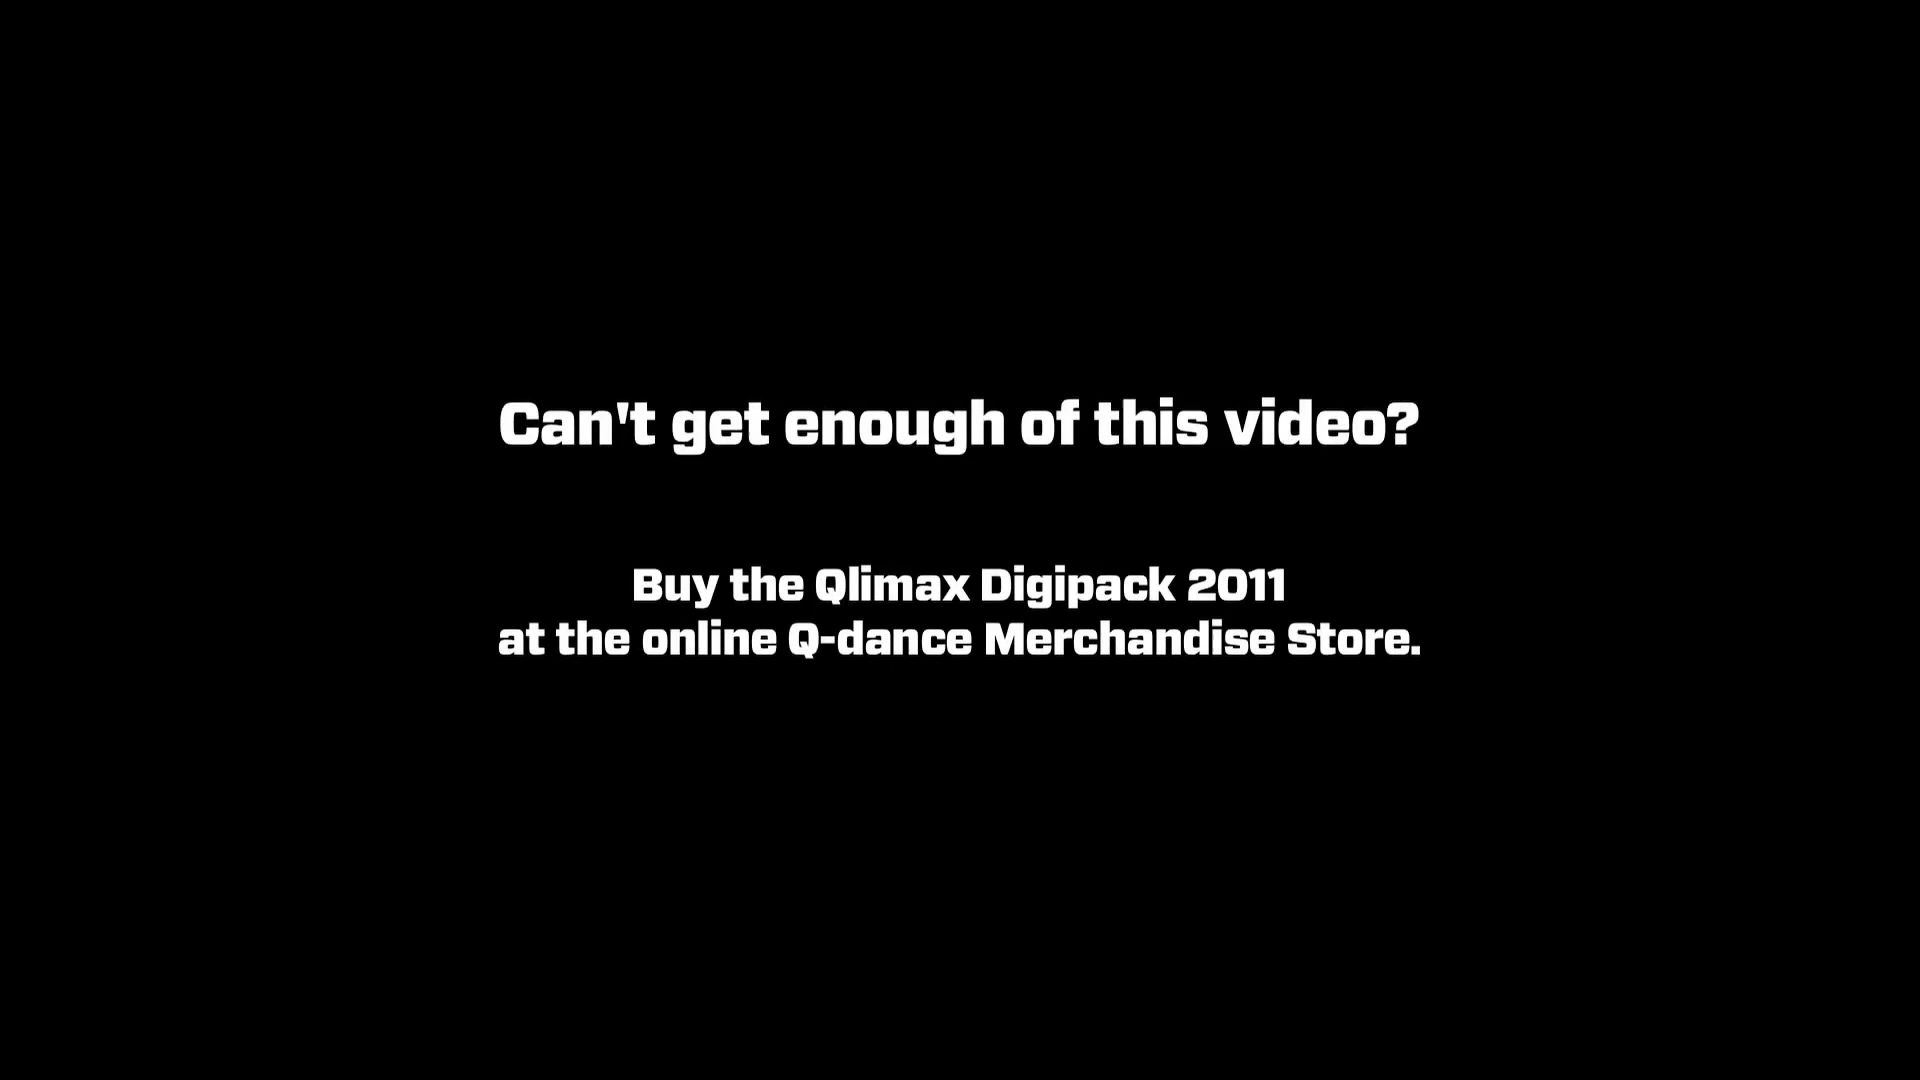 Can't get enough of this video?
Buy the Qlimax Digipack 2011
at the online Q-dance Merchandise Store.